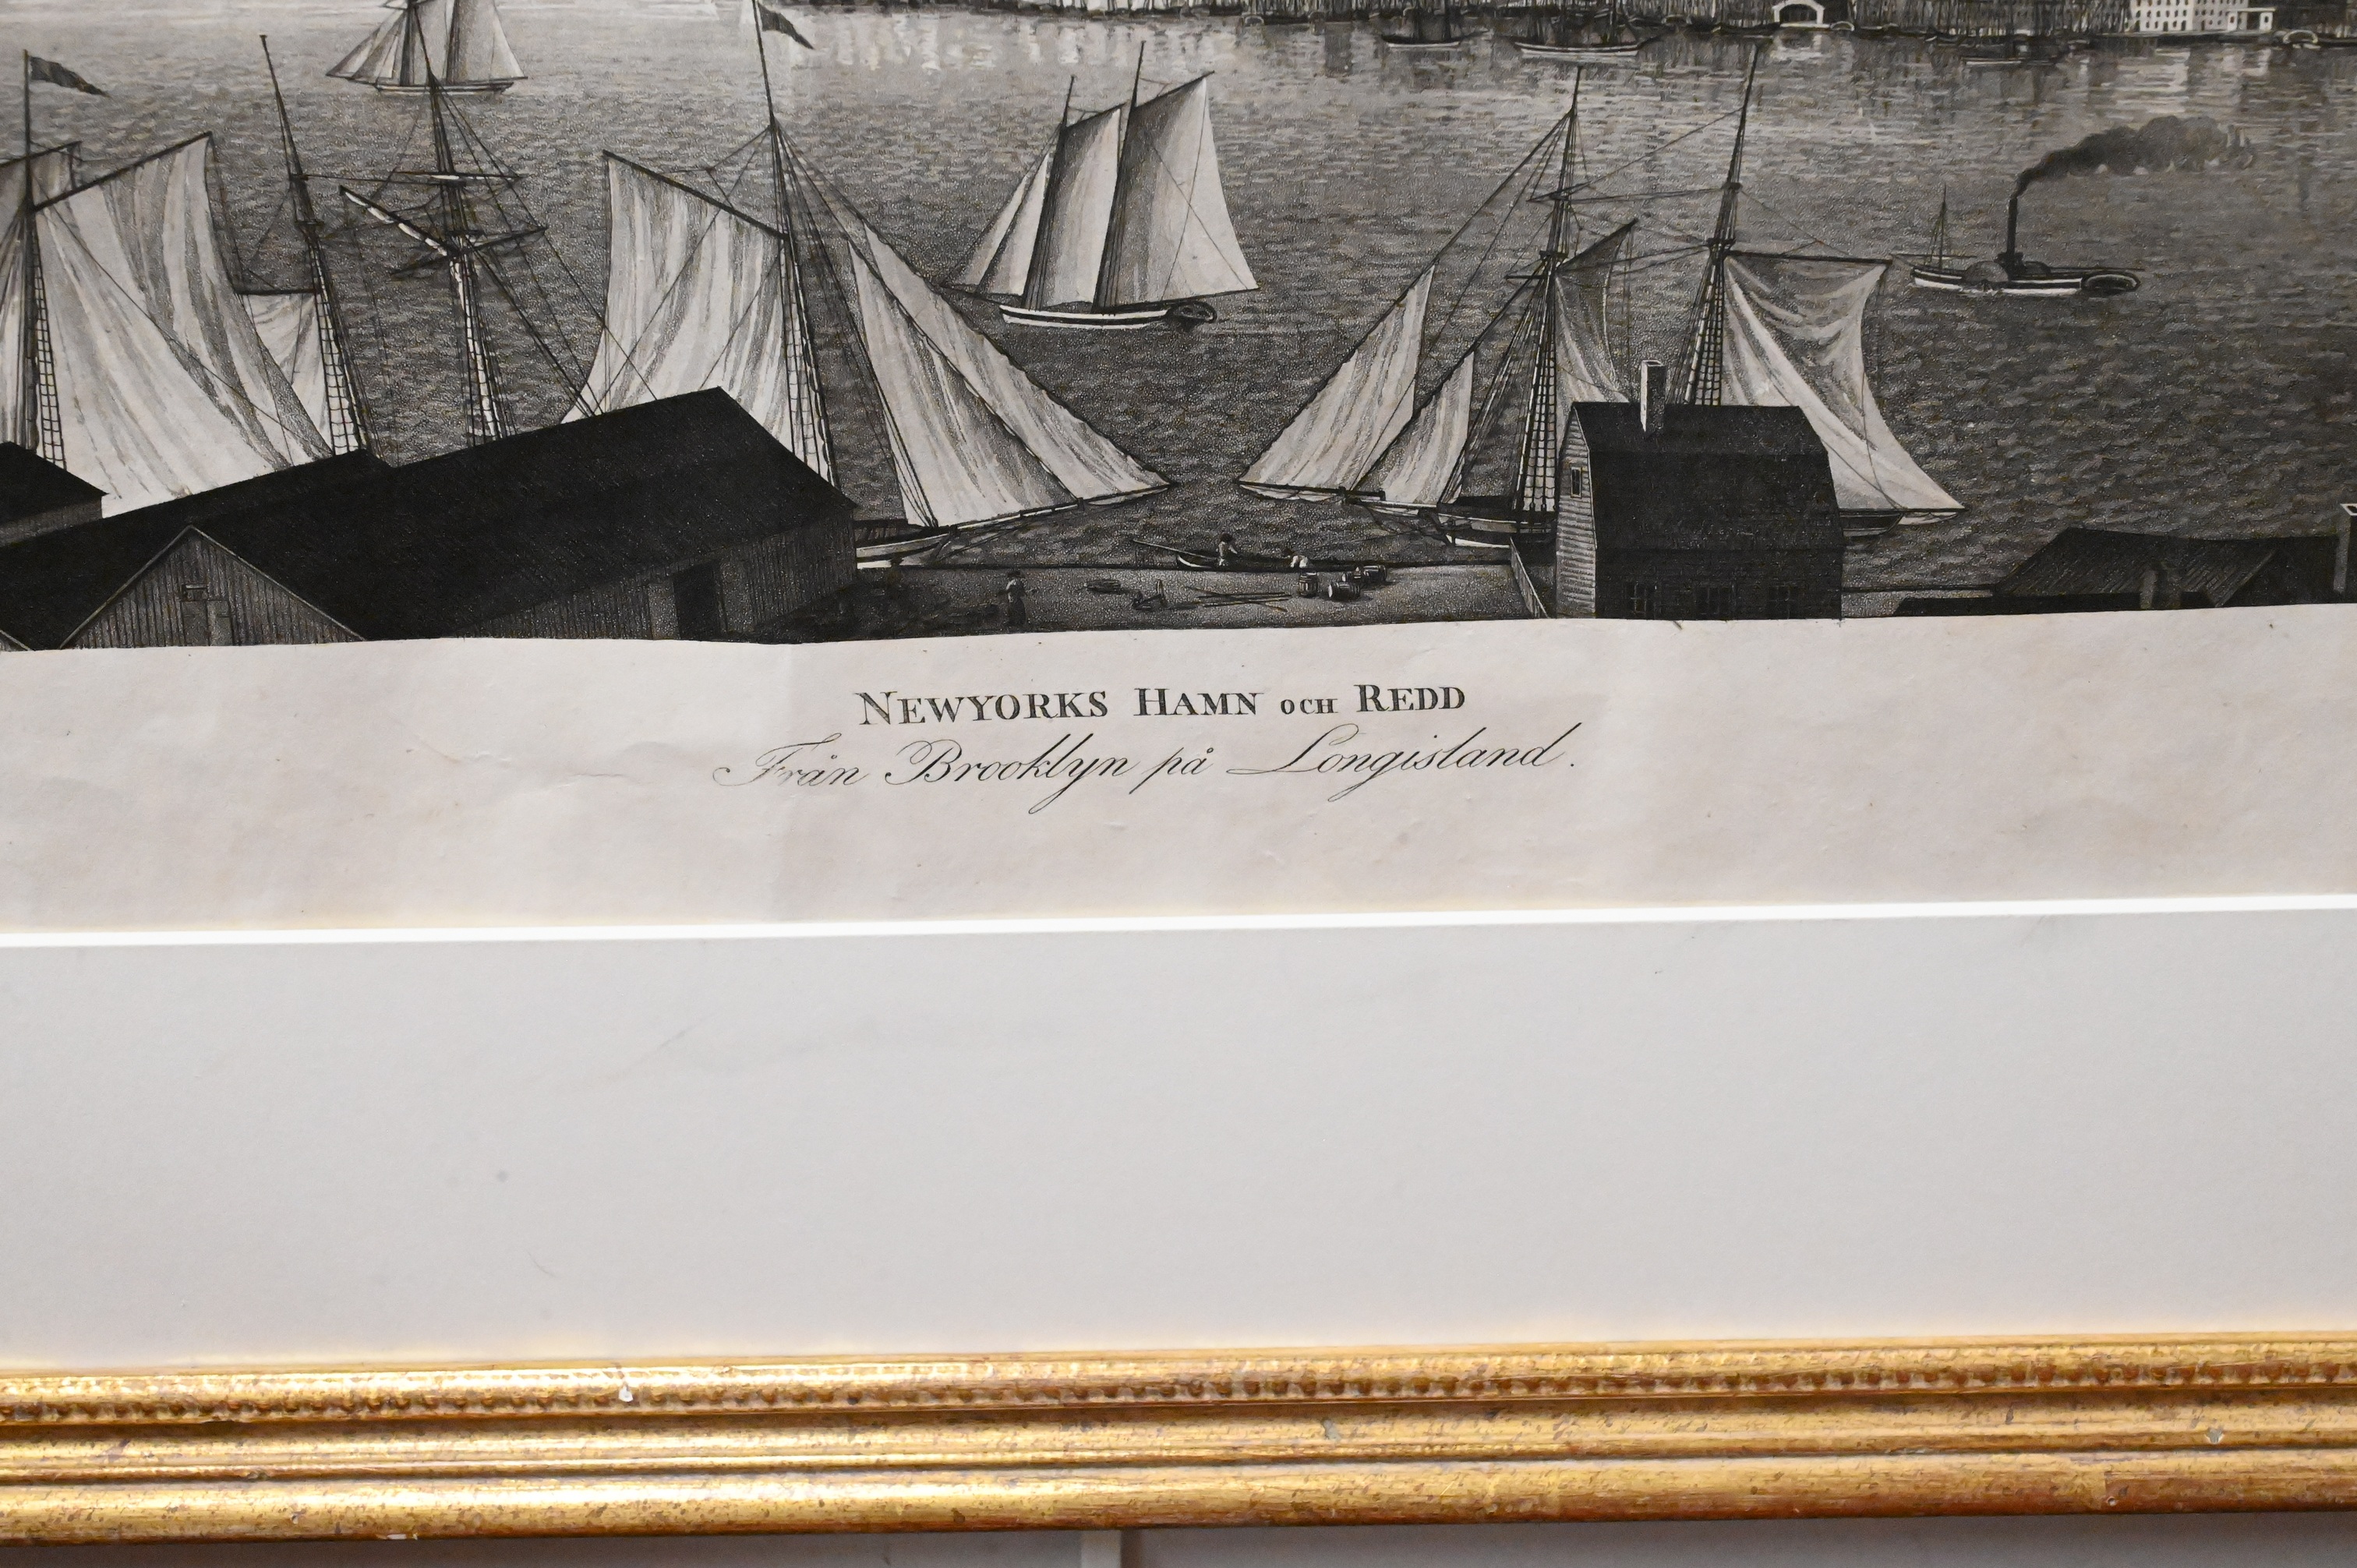 NEWYORKS HAMN OCH REDD
Från Brooklyn på Longisland.